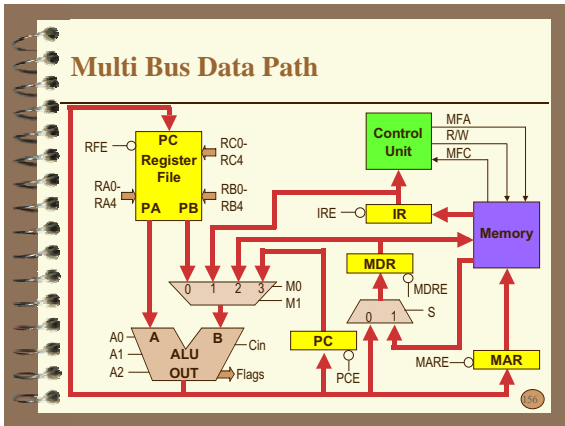 Multi Bus Data Path
MFA
R/W
MFC
Control
Unit
RFE
PC
Register
File
PA PB
RC0-
RC4
RA0-
RA4
RB0-
RB4
IRE
IR
Memory
MDR
MDRE
0 1 2 3
M0
M1
0 1
S
A0
A1
A2
A
B
ALU
OUT
Cin
Flags
PC
PCE
MARE
MAR
156